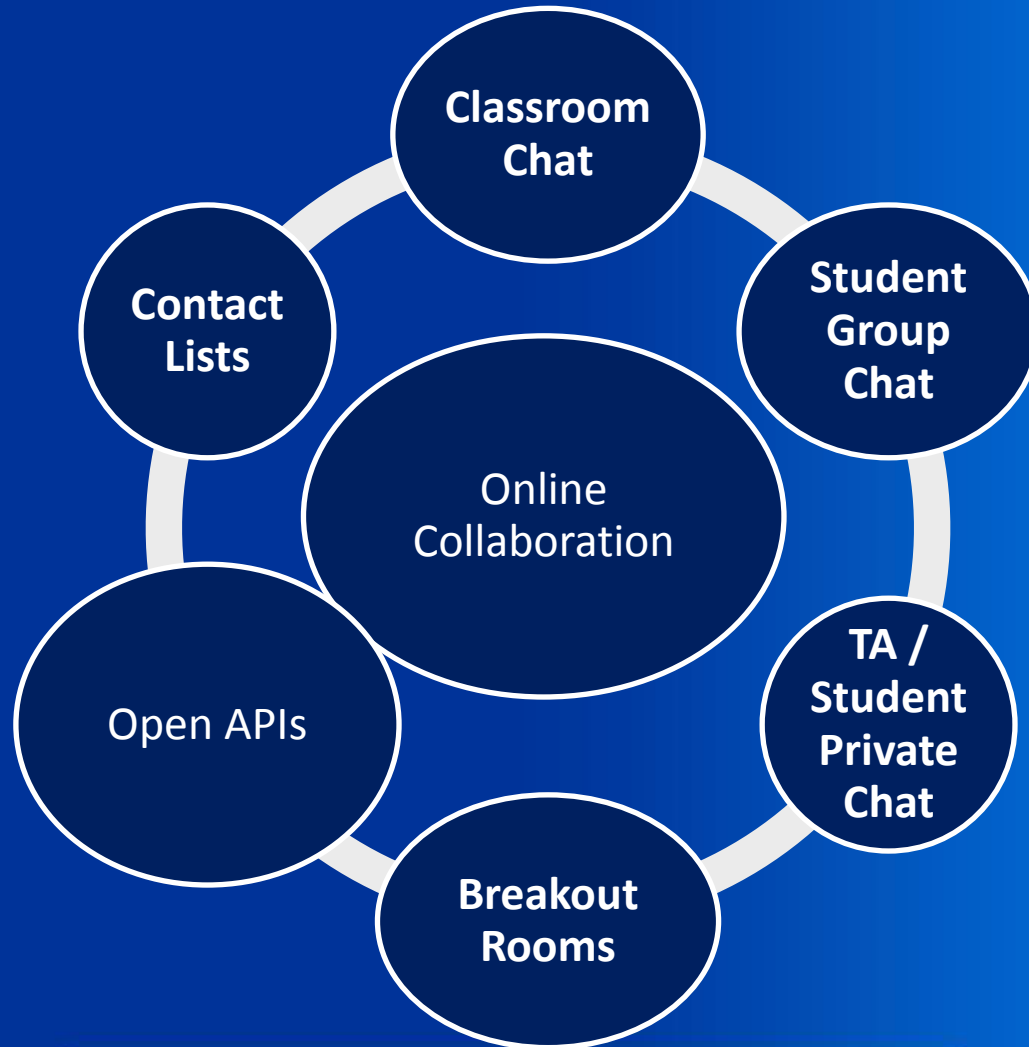 Classroom
Chat
Student
Group
Chat
TA /
Student
Private
Chat
Breakout
Rooms
Open APIs
Contact
Lists
Online
Collaboration